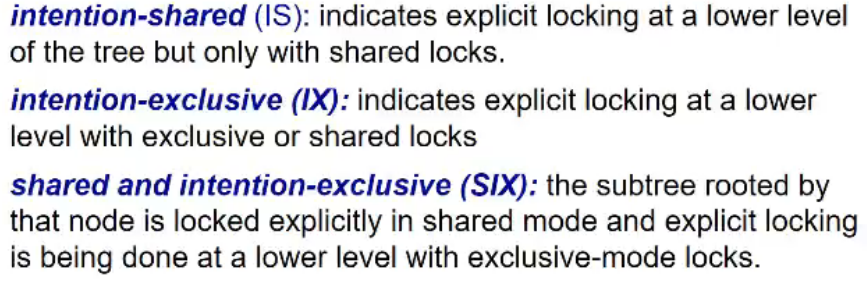 intention-shared (IS): indicates explicit locking at a lower level
of the tree but only with shared locks.
intention-exclusive (IX): indicates explicit locking at a lower
level with exclusive or shared locks
shared and intention-exclusive (SIX): the subtree rooted by
that node is locked explicitly in shared mode and explicit locking
is being done at a lower level with exclusive-mode locks.